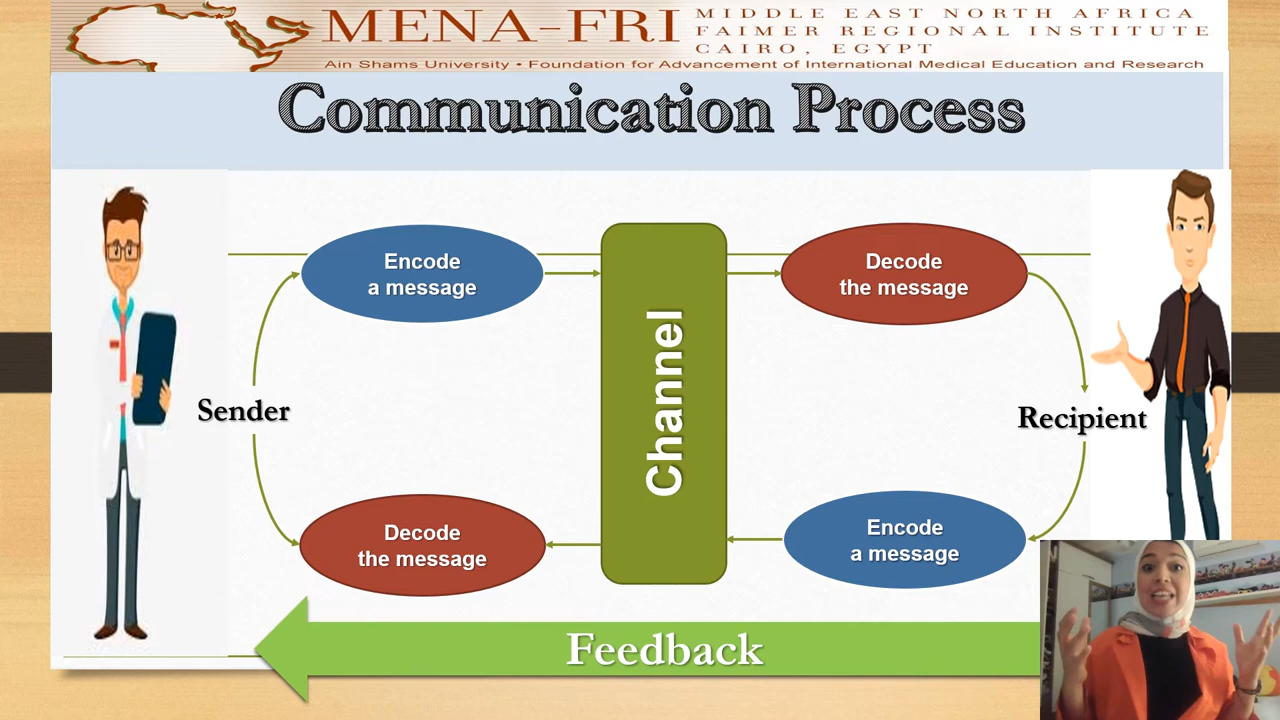 MENA-FRI
MIDDLE EAST NORTH AFRICA
FAIMER REGIONAL INSTITUTE
CAIRO, EGYPT
Ain Shams University • Foundation for Advancement of International Medical Education and Research
Communication Process
Encode
a message
Channel
Decode
the message
Sender
Recipient
Decode
the message
Encode
a message
Feedback